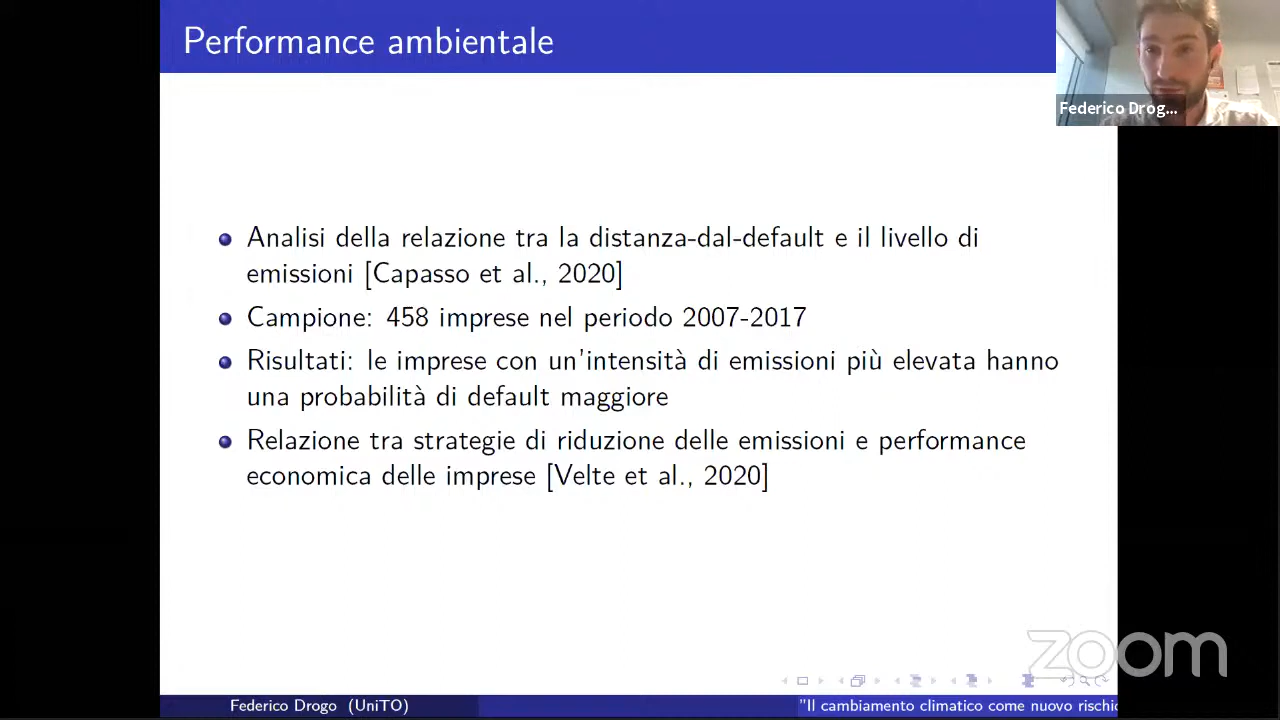 Performance ambientale
Federico Drog...
Analisi della relazione tra la distanza-dal-default e il livello di
emissioni [Capasso et al., 2020]
Campione: 458 imprese nel periodo 2007-2017
Risultati: le imprese con un'intensità di emissioni più elevata hanno
una probabilità di default maggiore
Relazione tra strategie di riduzione delle emissioni e performance
economica delle imprese [Velte et al., 2020]
zoom
Federico Drogo (UniTO)
"Il cambiamento climatico come nuovo rischio